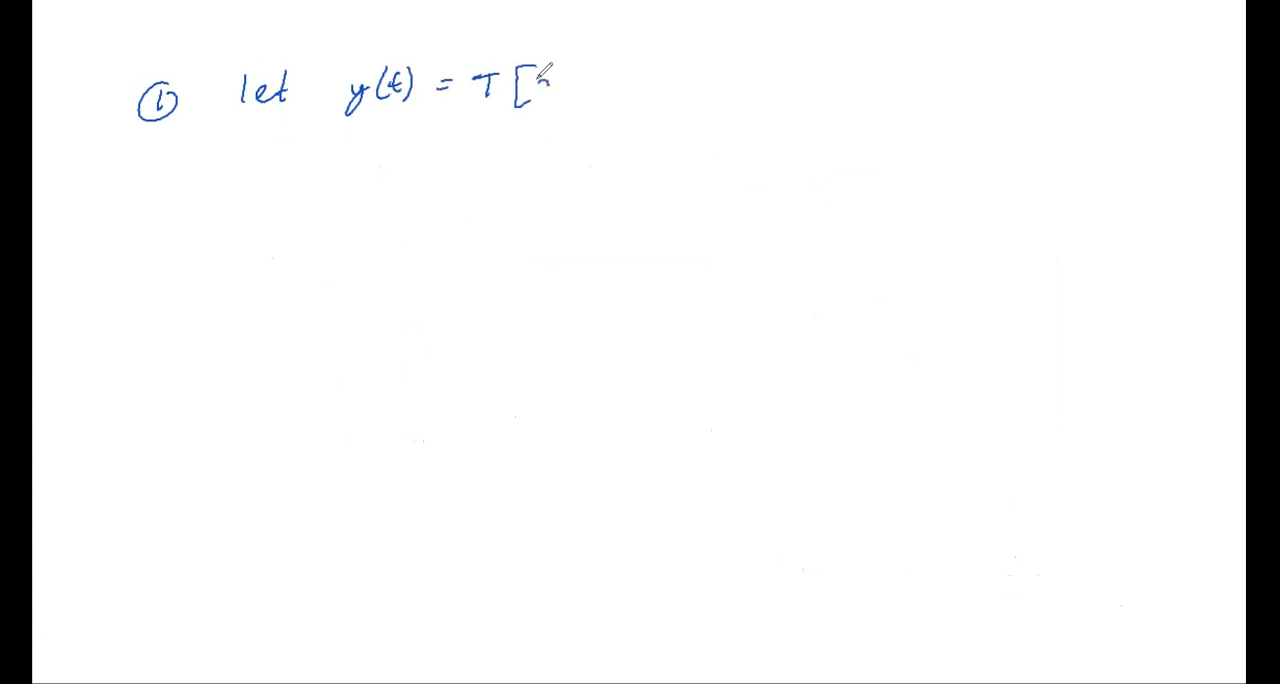 ① let y(t) = T [